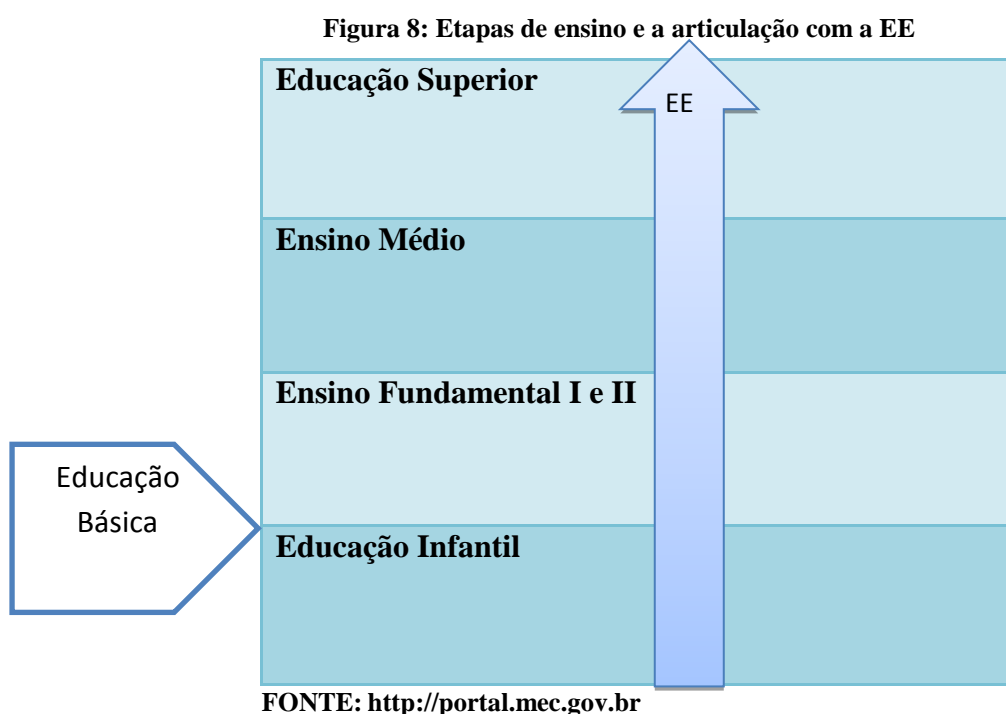 Figura 8: Etapas de ensino e a articulação com a EE
Educação Superior
EE
Ensino Médio
Ensino Fundamental I e II
Educação
Básica
Educação Infantil
FONTE: http://portal.mec.gov.br